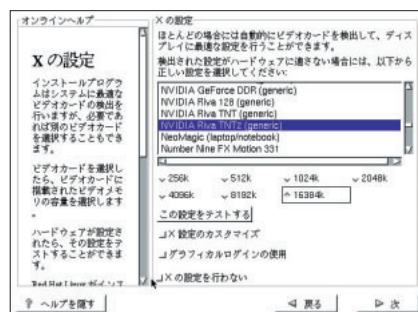 オンラインヘルプ
X の設定
インストールプログラ
ムはシステムに最適な
ビデオカードの検出を
行いますが、必要であ
れば別のビデオカード
を選択することもでき
ます。
ビデオカードを選択し
たら、ビデオカードに
搭載されたビデオメモ
リの容量を選択します
。
ハードウェアが設定さ
れたら、その設定をテ
ストすることができま
す。
Red Hat Linux がインス
ヘルプを隠す
X の設定
ほとんどの場合には自動的にビデオカードを検出して、ディス
プレイに最適な設定を行うことができます。
検出された設定がハードウェアに適さない場合には、以下から
正しい設定を選択してください:
NVIDIA GeForce DDR (generic)
NVIDIA Riva 128 (generic)
NVIDIA Riva TNT (generic)
NVIDIA Riva TNT2 (generic)
NeoMagic (laptop/notebook)
Number Nine FX Motion 331
256k 512k 1024k 2048k
4096k 8192k 16384k
この設定をテストする
X 設定のカスタマイズ
グラフィカルログインの使用
X の設定を行わない
戻る 次